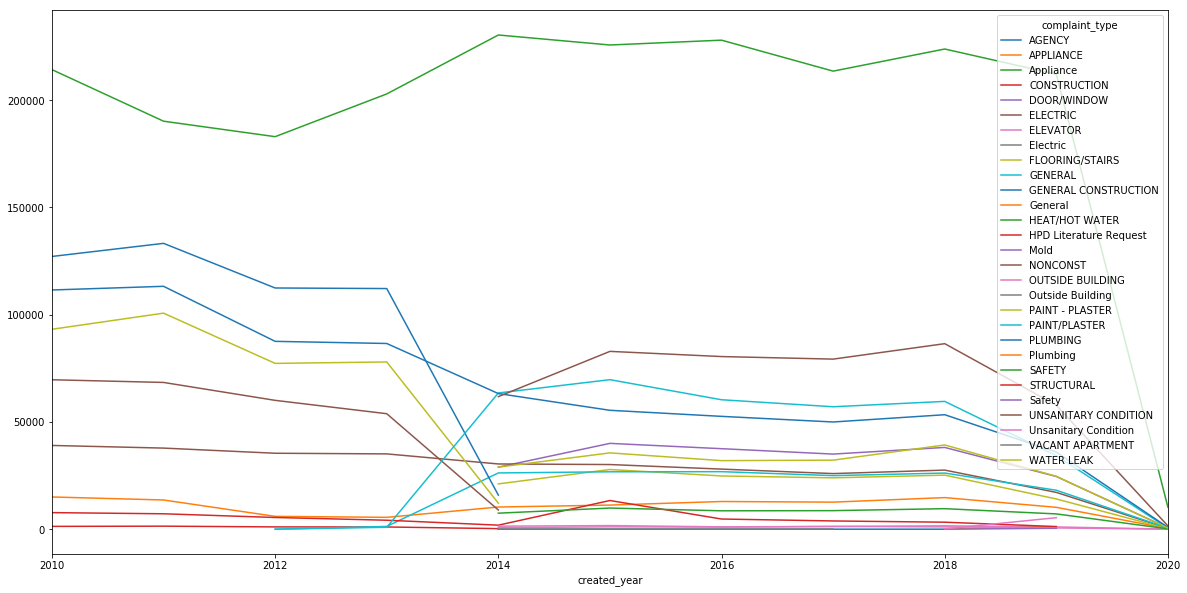 complaint_type
AGENCY
APPLIANCE
Appliance
CONSTRUCTION
DOOR/WINDOW
ELECTRIC
ELEVATOR
Electric
FLOORING/STAIRS
GENERAL
GENERAL CONSTRUCTION
General
HEAT/HOT WATER
HPD Literature Request
Mold
NONCONST
OUTSIDE BUILDING
Outside Building
PAINT - PLASTER
PAINT/PLASTER
PLUMBING
Plumbing
SAFETY
STRUCTURAL
Safety
UNSANITARY CONDITION
Unsanitary Condition
VACANT APARTMENT
WATER LEAK
200000
150000
100000
50000
0
2010 2012 2014 2016 2018 2020
created_year